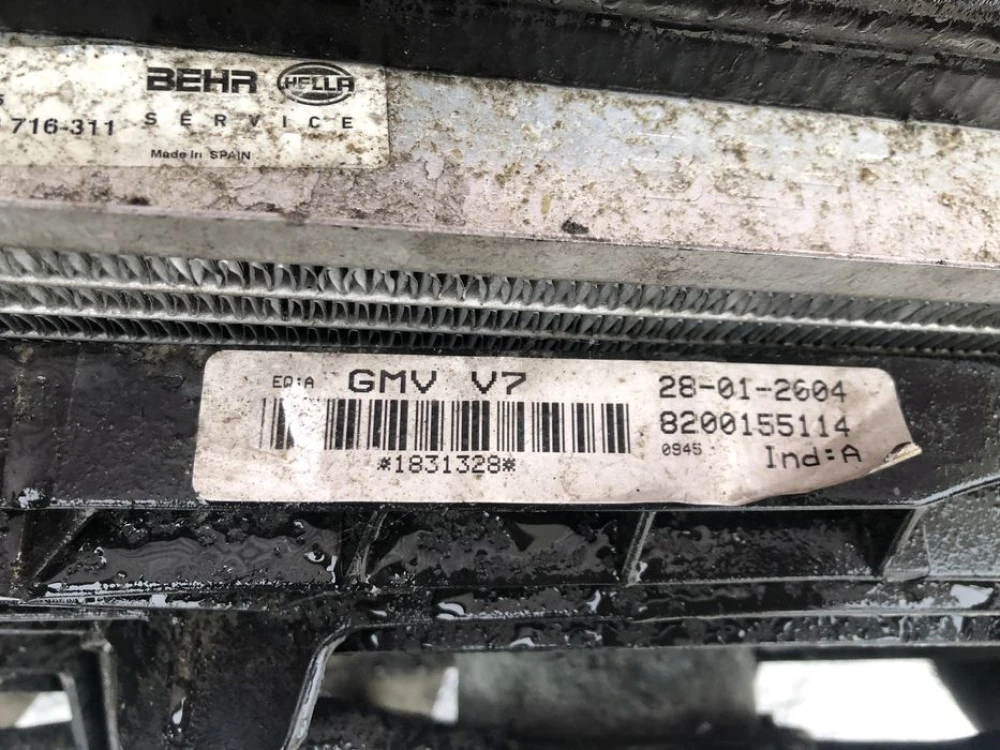 BEHR HELLA
716-311 SERVICE
Made in SPAIN
EQ:A GMV V7 28-01-2604
8200155114
*1831328* 0945 Ind:A